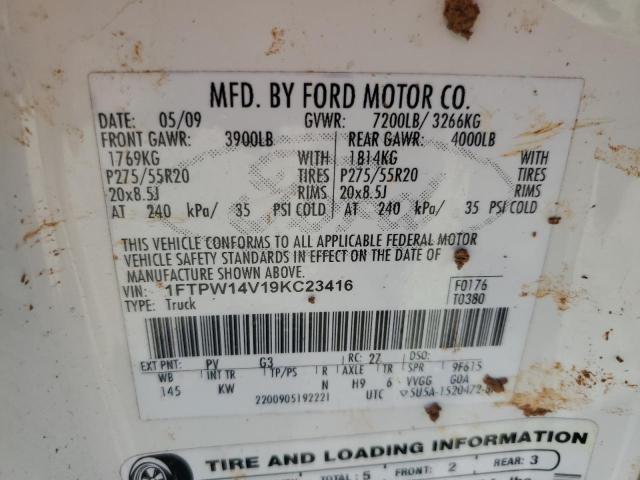 MFD. BY FORD MOTOR CO.
DATE: 05/09 GVWR: 7200LB/ 3266KG
FRONT GAWR: 3900LB REAR GAWR: 4000LB
1769KG WITH 1814KG WITH
P275/55R20 TIRES P275/55R20 TIRES
20x8.5J RIMS 20x8.5J RIMS
AT 240 kPa/ 35 PSI COLD AT 240 kPa/ 35 PSI COLD
THIS VEHICLE CONFORMS TO ALL APPLICABLE FEDERAL MOTOR
VEHICLE SAFETY STANDARDS IN EFFECT ON THE DATE OF
MANUFACTURE SHOWN ABOVE.
VIN: 1FTPW14V19KC23416 F0176
TYPE: Truck T0380
EXT PNT: PV G3 RC: 27 DSO:
WB INT TR TP/PS R AXLE TR SPR 9F615
145 KW N H9 6 VVGG GOA
2200905192221 UTC
TIRE AND LOADING INFORMATION
TOTAL: 5 FRONT: 2 REAR: 3